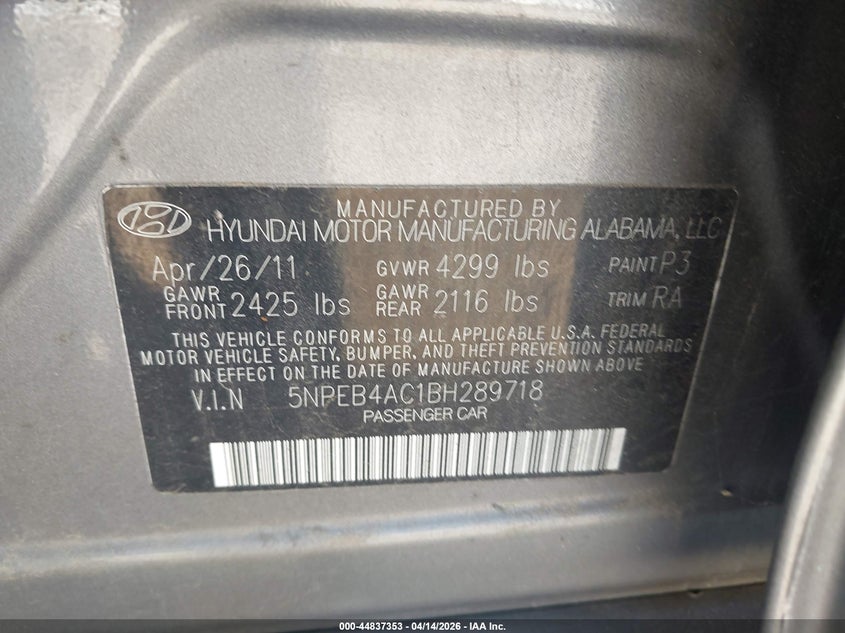 MANUFACTURED BY
HYUNDAI MOTOR MANUFACTURING ALABAMA, LLC
Apr/26/11 GVWR 4299 lbs PAINT P3
GAWR FRONT 2425 lbs GAWR REAR 2116 lbs TRIM RA
THIS VEHICLE CONFORMS TO ALL APPLICABLE U.S.A. FEDERAL
MOTOR VEHICLE SAFETY, BUMPER, AND THEFT PREVENTION STANDARDS
IN EFFECT ON THE DATE OF MANUFACTURE SHOWN ABOVE
V.I.N 5NPEB4AC1BH289718
PASSENGER CAR
000-44837353 - 04/14/2026 - IAA Inc.